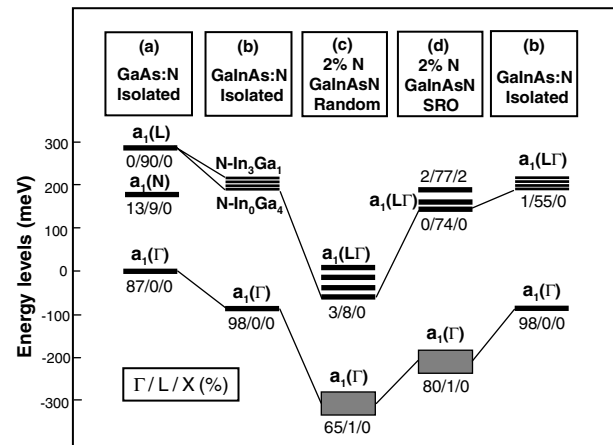 (a)
GaAs:N
Isolated
(b)
GaInAs:N
Isolated
(c)
2% N
GaInAsN
Random
(d)
2% N
GaInAsN
SRO
(b)
GaInAs:N
Isolated
Energy levels (meV)
300
200
100
0
-100
-200
-300
a₁(L)
0/90/0
a₁(N)
13/9/0
a₁(Γ)
87/0/0
N-In₃Ga₁
N-In₀Ga₄
a₁(Γ)
98/0/0
a₁(LΓ)
3/8/0
a₁(Γ)
65/1/0
2/77/2
a₁(LΓ)
0/74/0
a₁(Γ)
80/1/0
a₁(LΓ)
1/55/0
a₁(Γ)
98/0/0
Γ / L / X (%)